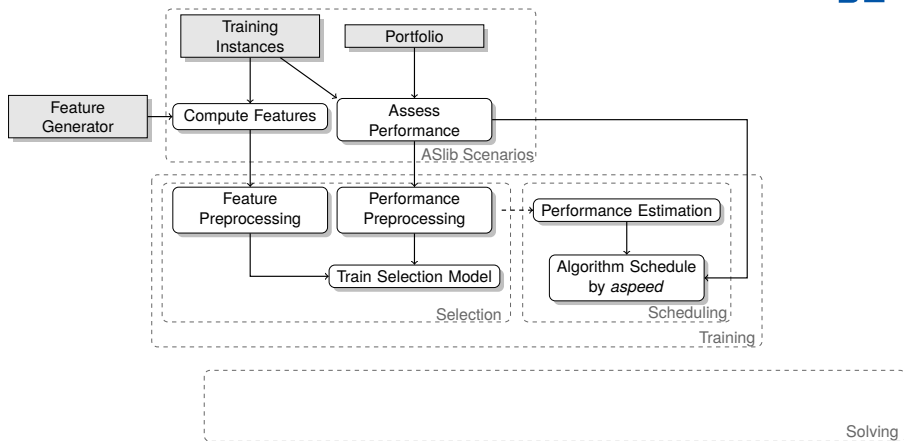 Training
Instances
Portfolio
Feature
Generator
Compute Features
Assess
Performance
ASlib Scenarios
Feature
Preprocessing
Performance
Preprocessing
Performance Estimation
Train Selection Model
Algorithm Schedule
by aspeed
Selection
Scheduling
Training
Solving